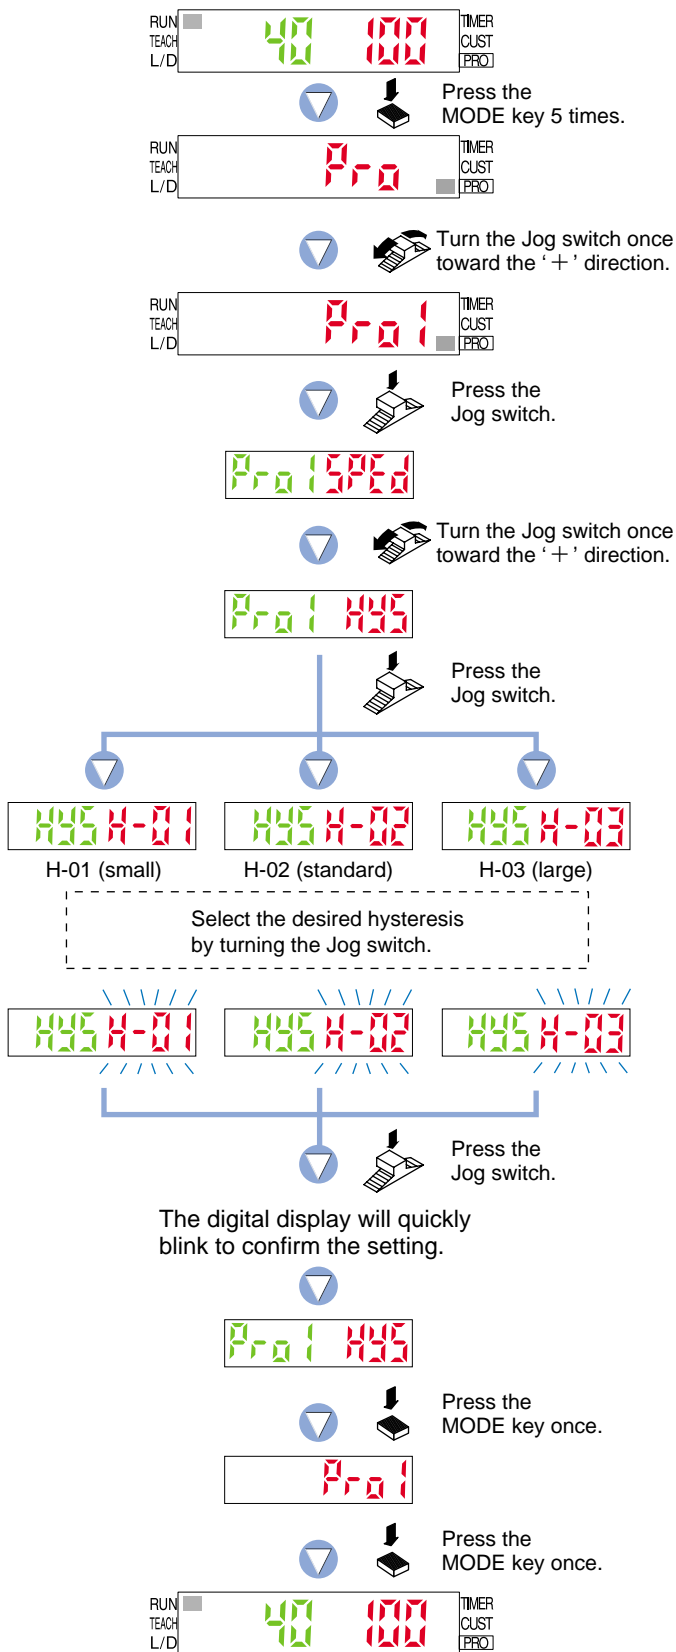 RUN 40 100 TIMER
TEACH CUST
L/D PRO
Press the
MODE key 5 times.
RUN Pro TIMER
TEACH CUST
L/D PRO
Turn the Jog switch once
toward the ‘＋’ direction.
RUN Pro1 TIMER
TEACH CUST
L/D PRO
Press the
Jog switch.
Pro1 SPEd
Turn the Jog switch once
toward the ‘＋’ direction.
Pro1 HYS
Press the
Jog switch.
HYS H-01 HYS H-02 HYS H-03
H-01 (small) H-02 (standard) H-03 (large)
Select the desired hysteresis
by turning the Jog switch.
HYS H-01 HYS H-02 HYS H-03
Press the
Jog switch.
The digital display will quickly
blink to confirm the setting.
Pro1 HYS
Press the
MODE key once.
Pro1
Press the
MODE key once.
RUN 40 100 TIMER
TEACH CUST
L/D PRO